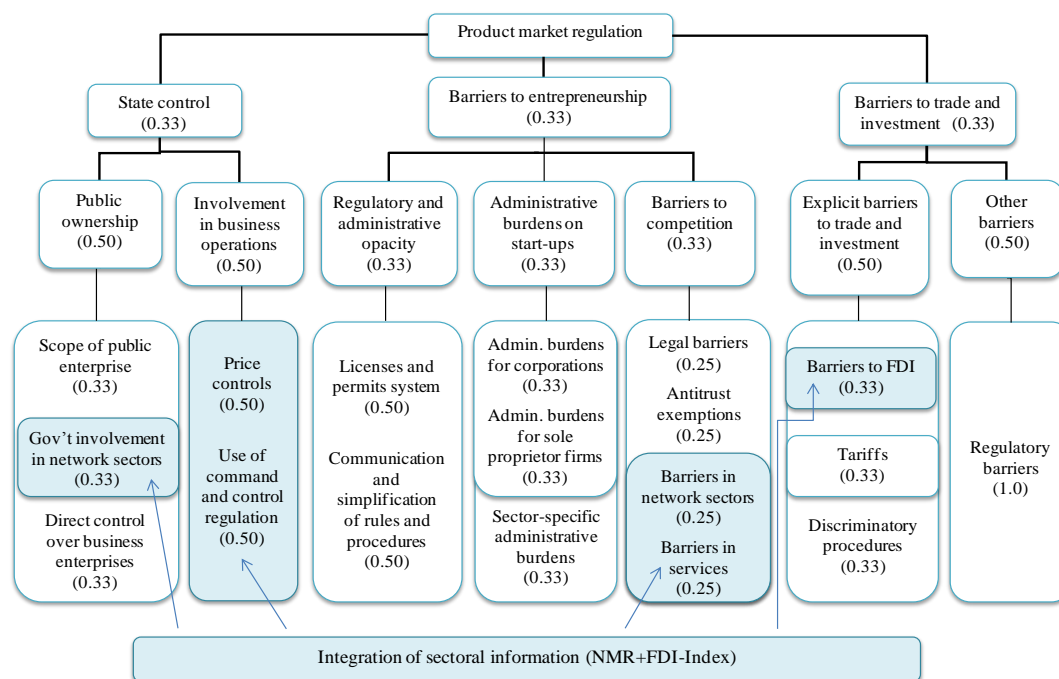 Product market regulation
State control
(0.33)
Barriers to entrepreneurship
(0.33)
Barriers to trade and
investment (0.33)
Public
ownership
(0.50)
Involvement
in business
operations
(0.50)
Regulatory and
administrative
opacity
(0.33)
Administrative
burdens on
start-ups
(0.33)
Barriers to
competition
(0.33)
Explicit barriers
to trade and
investment
(0.50)
Other
barriers
(0.50)
Scope of public
enterprise
(0.33)
Gov't involvement
in network sectors
(0.33)
Direct control
over business
enterprises
(0.33)
Price
controls
(0.50)
Use of
command
and control
regulation
(0.50)
Licenses and
permits system
(0.50)
Communication
and
simplification
of rules and
procedures
(0.50)
Admin. burdens
for corporations
(0.33)
Admin. burdens
for sole
proprietor firms
(0.33)
Sector-specific
administrative
burdens
(0.33)
Legal barriers
(0.25)
Antitrust
exemptions
(0.25)
Barriers in
network sectors
(0.25)
Barriers in
services
(0.25)
Barriers to FDI
(0.33)
Tariffs
(0.33)
Discriminatory
procedures
(0.33)
Regulatory
barriers
(1.0)
Integration of sectoral information (NMR+FDI-Index)